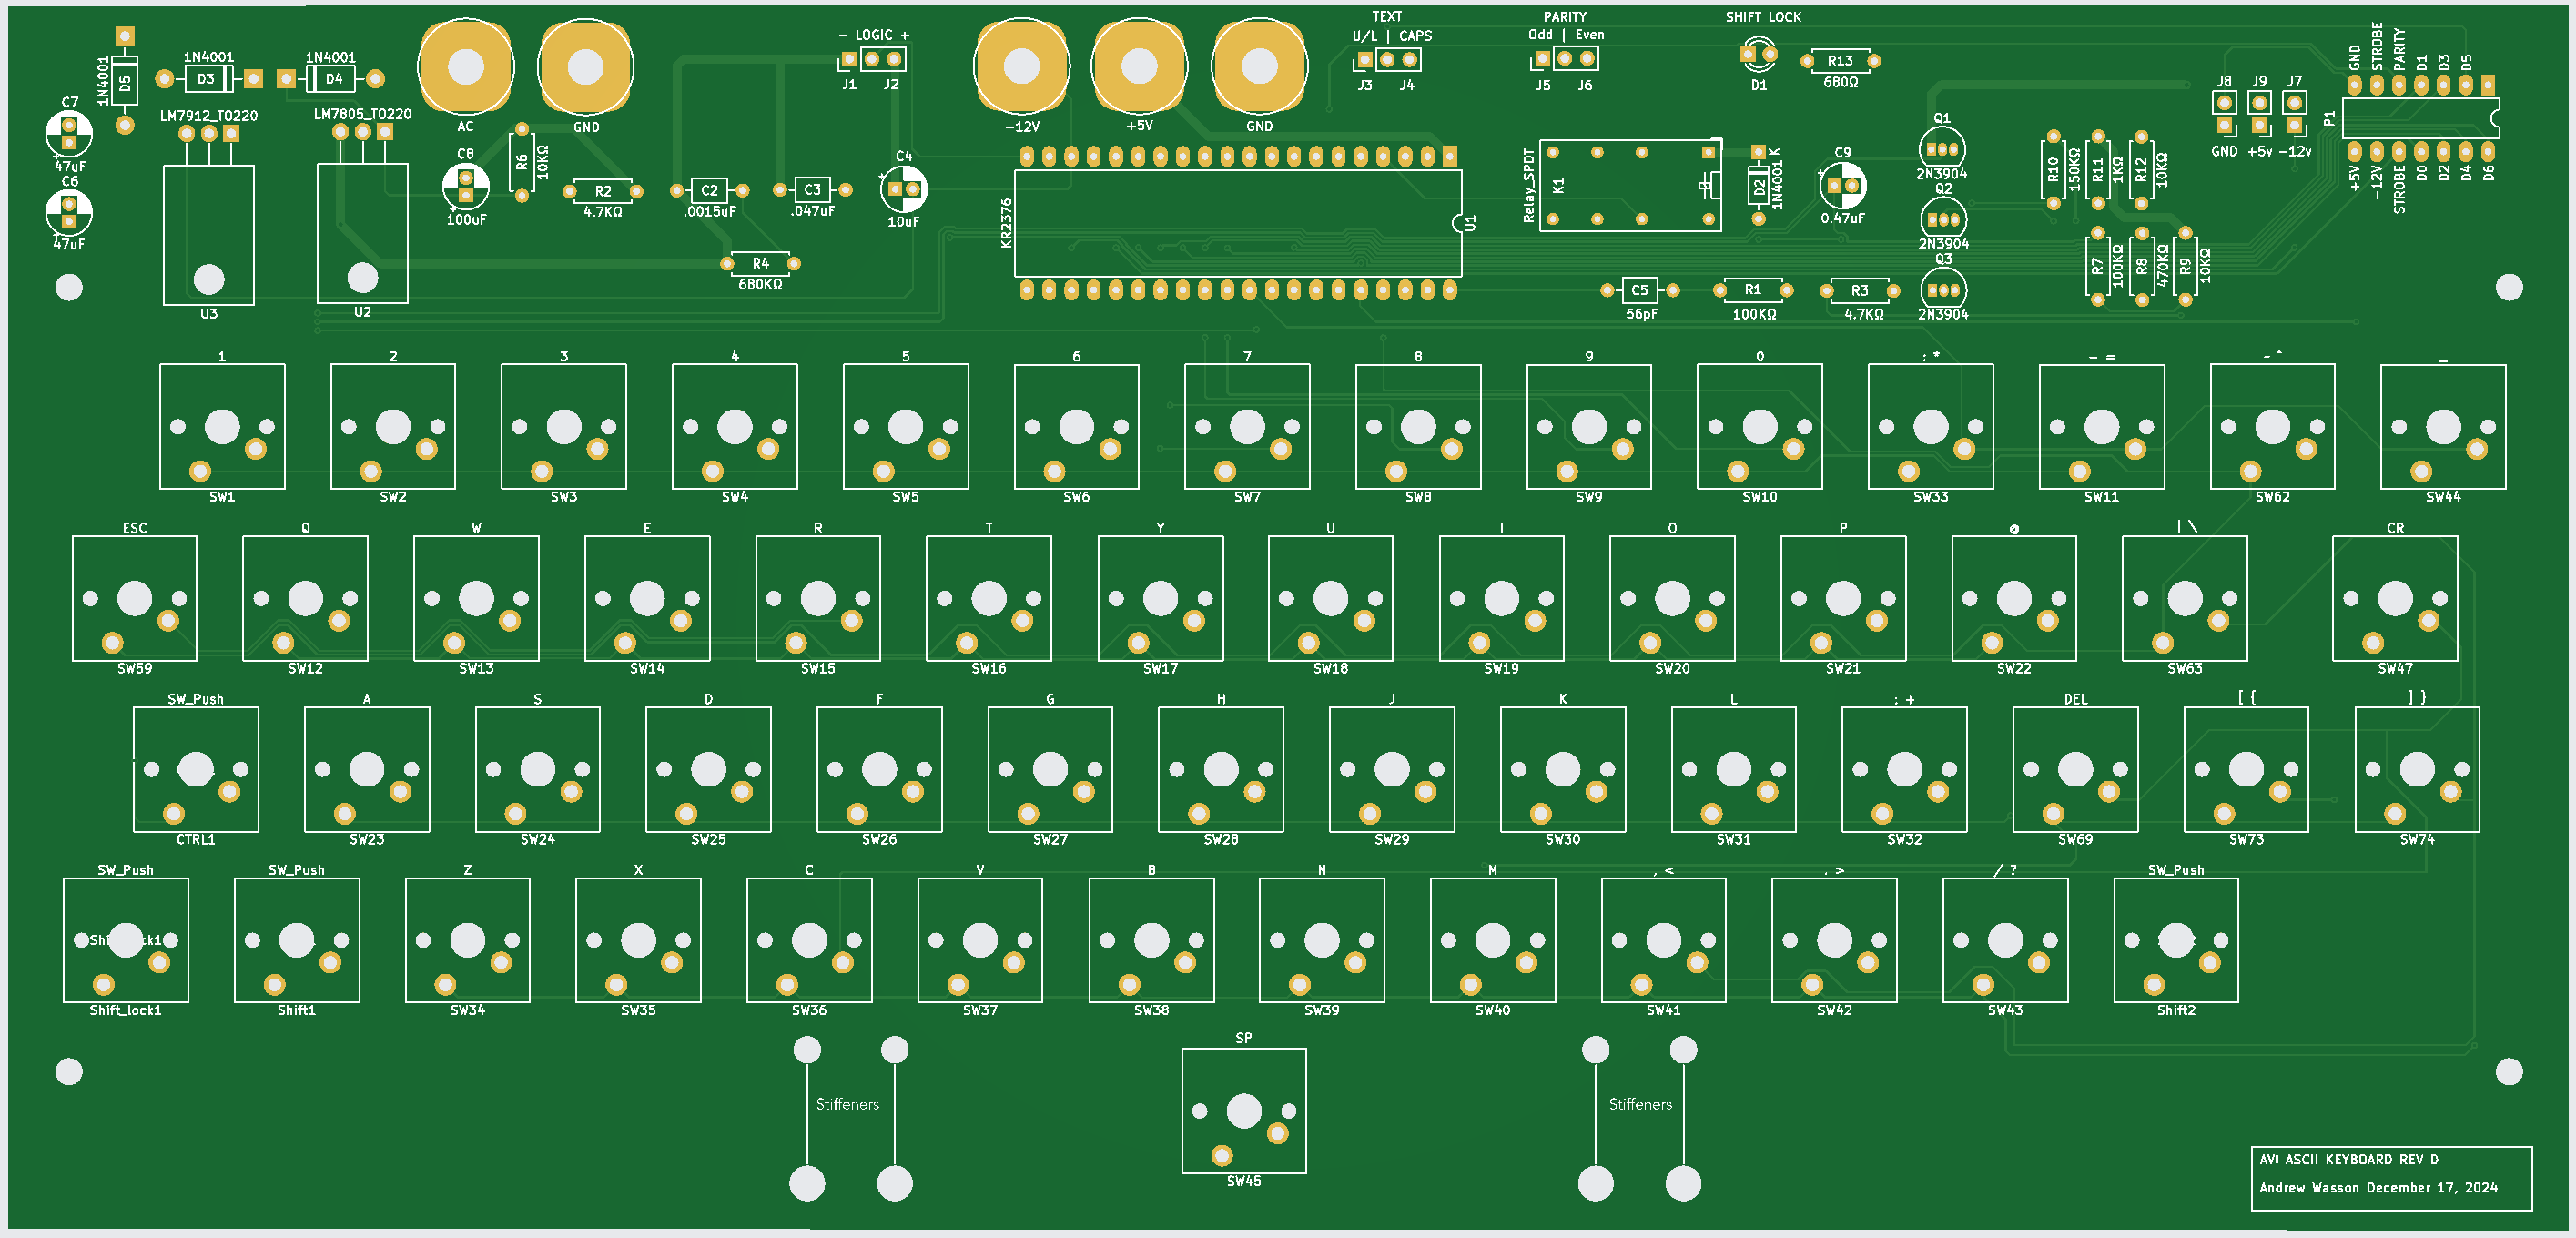 TEXT
PARITY
SHIFT LOCK
- LOGIC +
U/L | CAPS
Odd | Even
1N4001
1N4001
1N4001
D5
D3
D4
J1
J2
J3
J4
J5
J6
D1
R13
680Ω
GND
STROBE
PARITY
D1
D3
D5
J8
J9
J7
C7
47uF
C6
47uF
LM7912_TO220
LM7805_TO220
AC
GND
-12V
+5V
GND
P1
C8
100uF
R6
10KΩ
R2
4.7KΩ
C2
.0015uF
C3
.047uF
C4
10uF
R4
680KΩ
KR2376
U1
Relay_SPDT
K1
D2
1N4001
K
C9
0.47uF
Q1
2N3904
Q2
2N3904
Q3
2N3904
R10
150KΩ
R11
1KΩ
R12
10KΩ
R7
100KΩ
R8
470KΩ
R9
10KΩ
GND +5v -12v
+5V
-12V
STROBE
D0
D2
D4
D6
C5
56pF
R1
100KΩ
R3
4.7KΩ
U3
U2
1 2 3 4 5 6 7 8 9 0 : * - = ~ ^ _
SW1 SW2 SW3 SW4 SW5 SW6 SW7 SW8 SW9 SW10 SW33 SW11 SW62 SW44
ESC Q W E R T Y U I O P @ | \ CR
SW59 SW12 SW13 SW14 SW15 SW16 SW17 SW18 SW19 SW20 SW21 SW22 SW63 SW47
SW_Push A S D F G H J K L ; + DEL [ { ] }
CTRL1 SW23 SW24 SW25 SW26 SW27 SW28 SW29 SW30 SW31 SW32 SW69 SW73 SW74
SW_Push SW_Push Z X C V B N M , < . > / ? SW_Push
Shift_lock1 Shift1 SW34 SW35 SW36 SW37 SW38 SW39 SW40 SW41 SW42 SW43 Shift2
SP
Stiffeners
Stiffeners
SW45
AVI ASCII KEYBOARD REV D
Andrew Wasson December 17, 2024